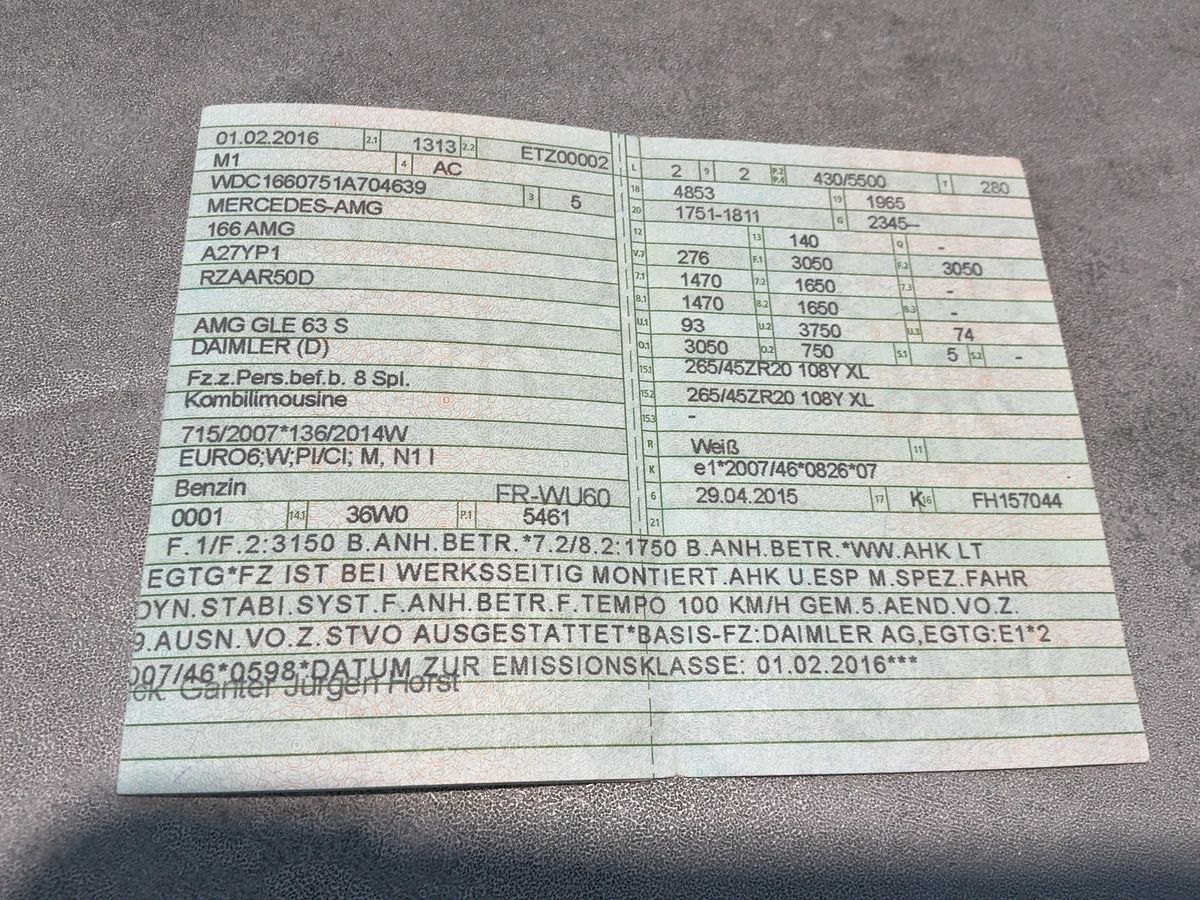 01.02.2016 2.1 1313 2.2 ETZ00002
M1 4 AC
WDC1660751A704639 3 5
MERCEDES-AMG
166 AMG
A27YP1
RZAAR50D
AMG GLE 63 S
DAIMLER (D)
Fz.z.Pers.bef.b. 8 Spl.
Kombilimousine
715/2007*136/2014W
EURO6;W;PI/CI; M, N1 I
Benzin FR-WU60
0001 14.1 36W0 P.1 5461
L 2 9 2 P.2 P.4 430/5500 T 280
18 4853 19 1965
20 1751-1811 G 2345--
12 13 140 Q -
V.7 276 F.1 3050 F.2 3050
7.1 1470 7.2 1650 7.3 -
8.1 1470 8.2 1650 8.3 -
U.1 93 U.2 3750 U.3 74
O.1 3050 O.2 750 S.1 5 S.2 -
15.1 265/45ZR20 108Y XL
15.2 265/45ZR20 108Y XL
15.3 -
R Weiß 11
K e1*2007/46*0826*07
6 29.04.2015 17 K 16 FH157044
21
F.1/F.2:3150 B.ANH.BETR.*7.2/8.2:1750 B.ANH.BETR.*WW.AHK LT
EGTG*FZ IST BEI WERKSSEITIG MONTIERT.AHK U.ESP M.SPEZ.FAHR
DYN.STABI.SYST.F.ANH.BETR.F.TEMPO 100 KM/H GEM.5.AEND.VO.Z.
9.AUSN.VO.Z.STVO AUSGESTATTET*BASIS-FZ:DAIMLER AG,EGTG:E1*2
007/46*0598*DATUM ZUR EMISSIONSKLASSE: 01.02.2016***
ck Ganter Jürgen Horst